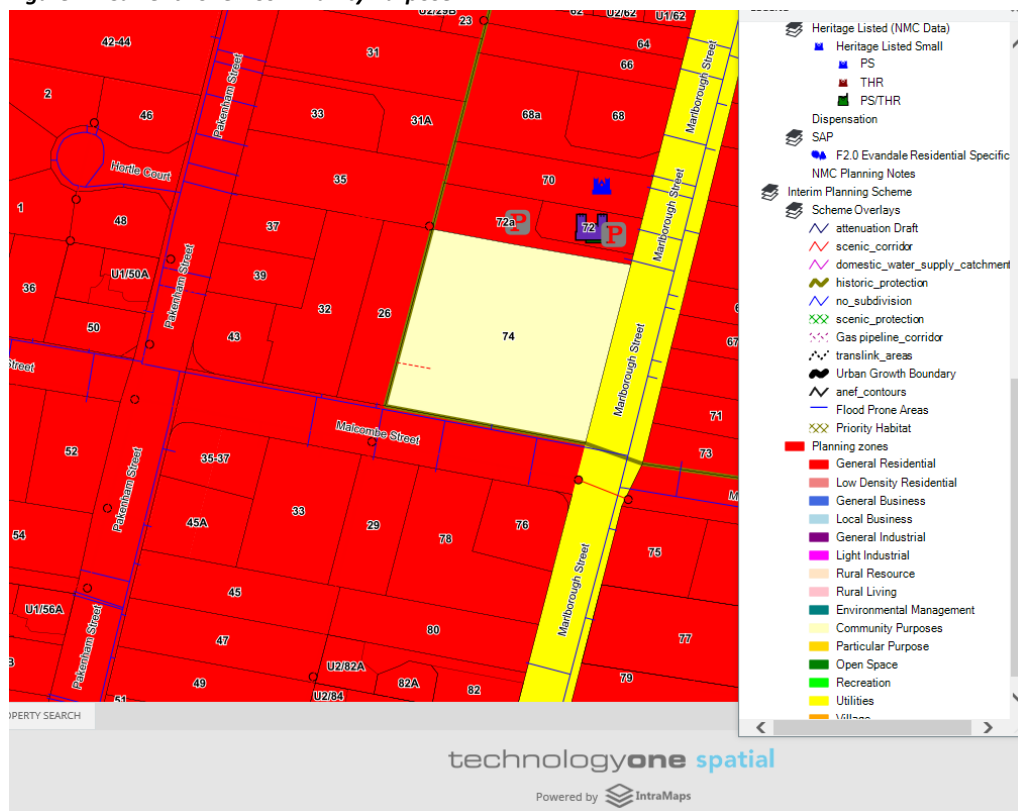 U2/29B
23
62
U2/62
U1/62
42-44
31
64
66
Pakenham Street
Marlborough Street
2
46
33
31A
68a
68
Hortle Court
35
70
1
48
37
72a
P
72
P
Marlborough Street
U1/50A
39
36
32
26
Pakenham Street
50
43
74
67
Street
Marlborough Street
71
Malcombe Street
52
73
35-37
Pakenham Street
33
29
76
45A
78
54
75
45
Marlborough Street
U1/56A
80
Pakenham Street
47
77
U2/82A
49
82A
82
79
51
U2/84
OPERTY SEARCH
Heritage Listed (NMC Data)
Heritage Listed Small
PS
THR
PS/THR
Dispensation
SAP
F2.0 Evandale Residential Specific
NMC Planning Notes
Interim Planning Scheme
Scheme Overlays
attenuation Draft
scenic_corridor
domestic_water_supply_catchment
historic_protection
no_subdivision
scenic_protection
Gas pipeline_corridor
translink_areas
Urban Growth Boundary
anef_contours
Flood Prone Areas
Priority Habitat
Planning zones
General Residential
Low Density Residential
General Business
Local Business
General Industrial
Light Industrial
Rural Resource
Rural Living
Environmental Management
Community Purposes
Particular Purpose
Open Space
Recreation
Utilities
Village
technologyone spatial
Powered by IntraMaps